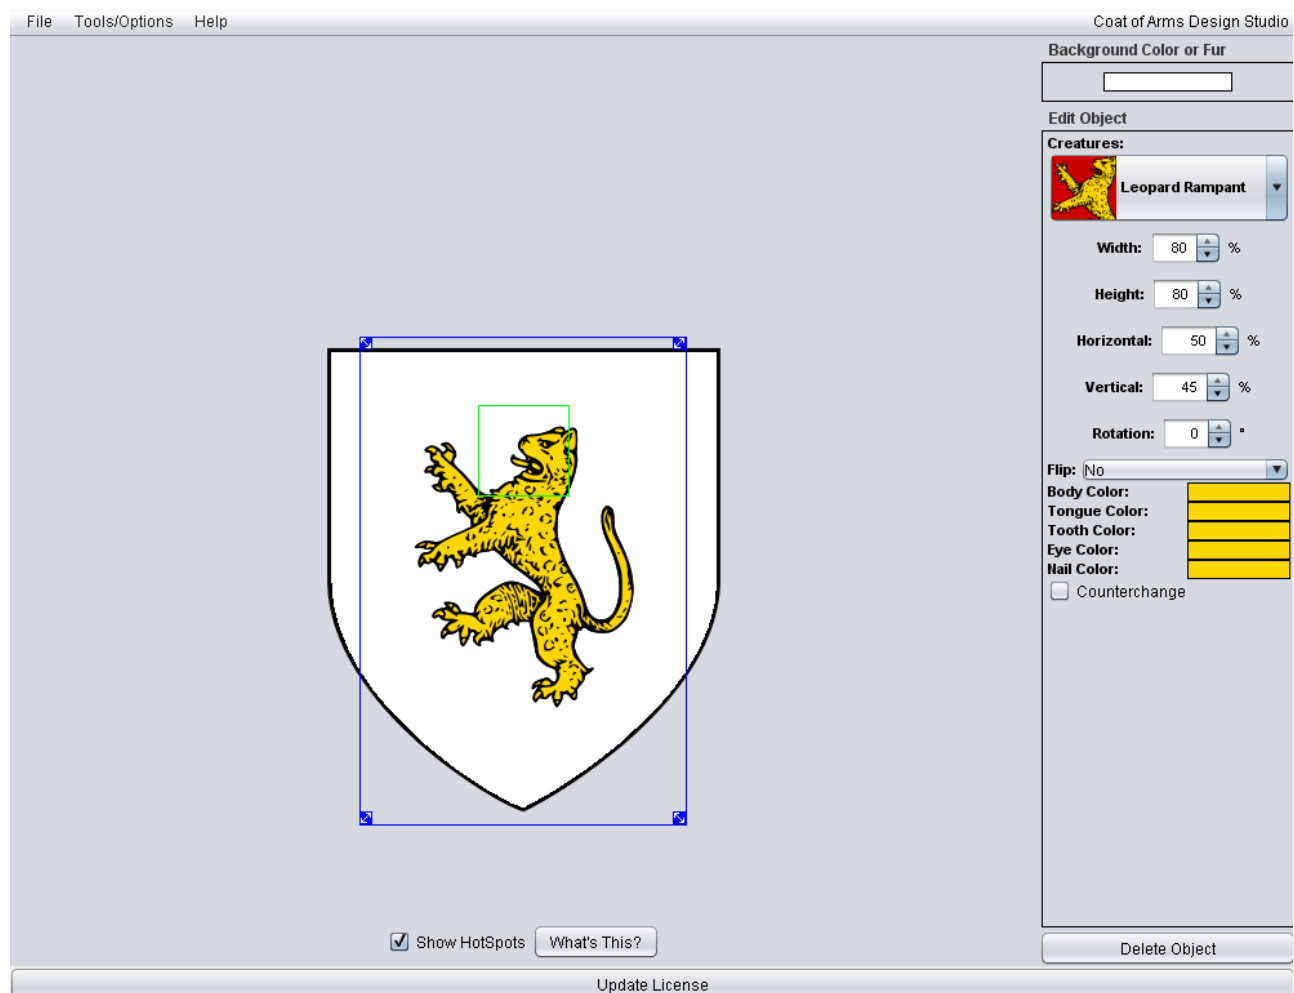 File Tools/Options Help Coat of Arms Design Studio
Background Color or Fur
Edit Object
Creatures:
Leopard Rampant
Width: 80 %
Height: 80 %
Horizontal: 50 %
Vertical: 45 %
Rotation: 0 °
Flip: No
Body Color:
Tongue Color:
Tooth Color:
Eye Color:
Nail Color:
Counterchange
Show HotSpots What's This?
Delete Object
Update License